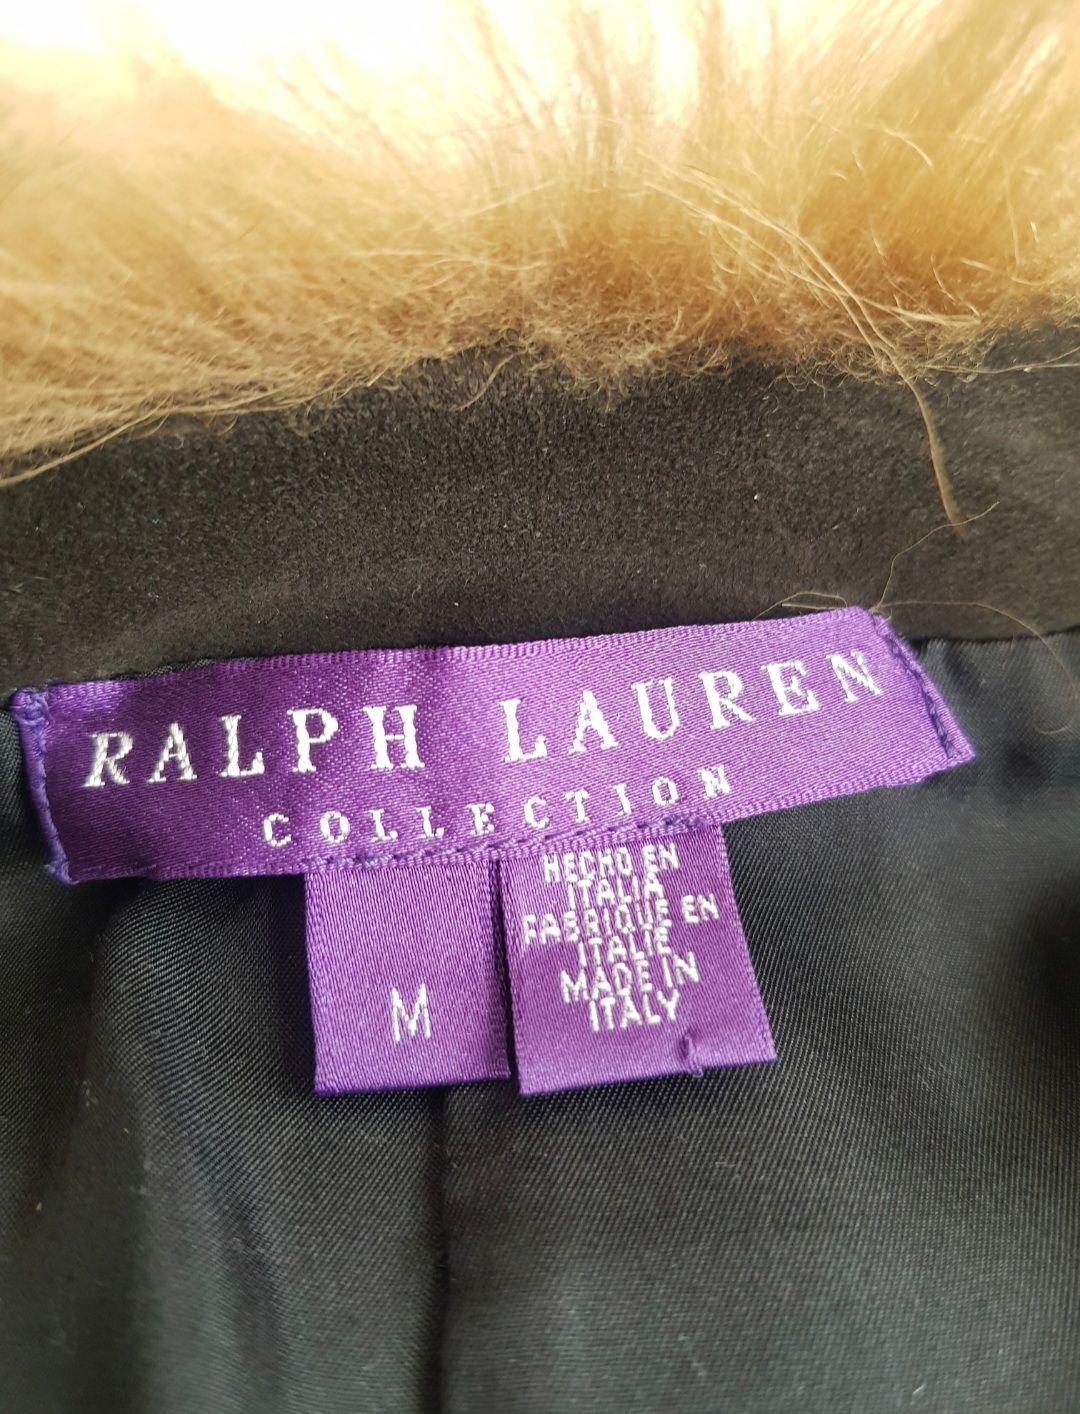 RALPH LAUREN
COLLECTION
M
HECHO EN
ITALIA
FABRIQUE EN
ITALIE
MADE IN
ITALY